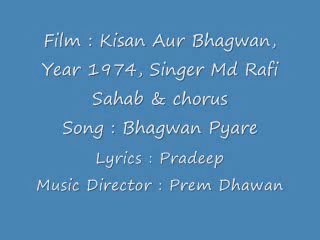 Film : Kisan Aur Bhagwan,
Year 1974, Singer Md Rafi
Sahab & chorus
Song : Bhagwan Pyare
Lyrics : Pradeep
Music Director : Prem Dhawan